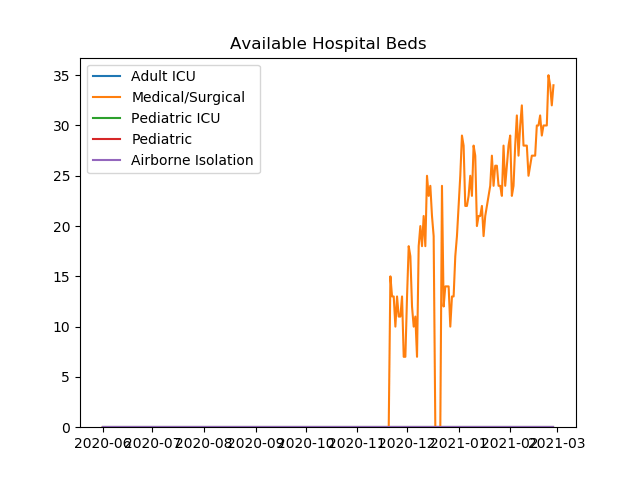 Available Hospital Beds
Adult ICU
Medical/Surgical
Pediatric ICU
Pediatric
Airborne Isolation
35
30
25
20
15
10
5
0
2020-06 2020-07 2020-08 2020-09 2020-10 2020-11 2020-12 2021-01 2021-02 2021-03